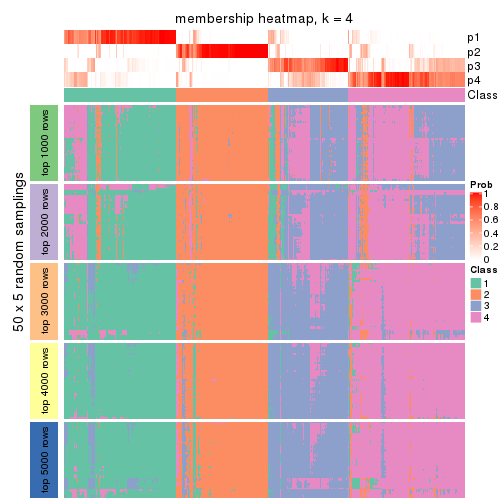 membership heatmap, k = 4
p1
p2
p3
p4
Class
50 x 5 random samplings
top 1000 rows
top 2000 rows
top 3000 rows
top 4000 rows
top 5000 rows
Prob
1
0.8
0.6
0.4
0.2
0
Class
1
2
3
4